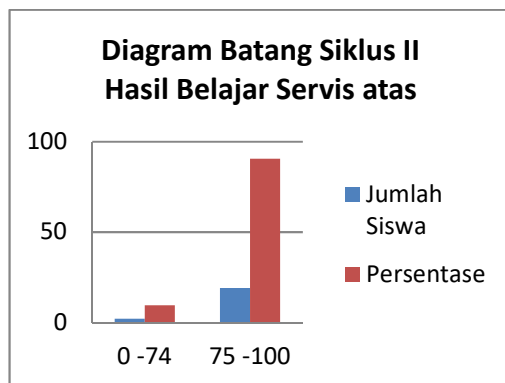 Diagram Batang Siklus II
Hasil Belajar Servis atas
100
50
0
0 -74
75 -100
Jumlah
Siswa
Persentase